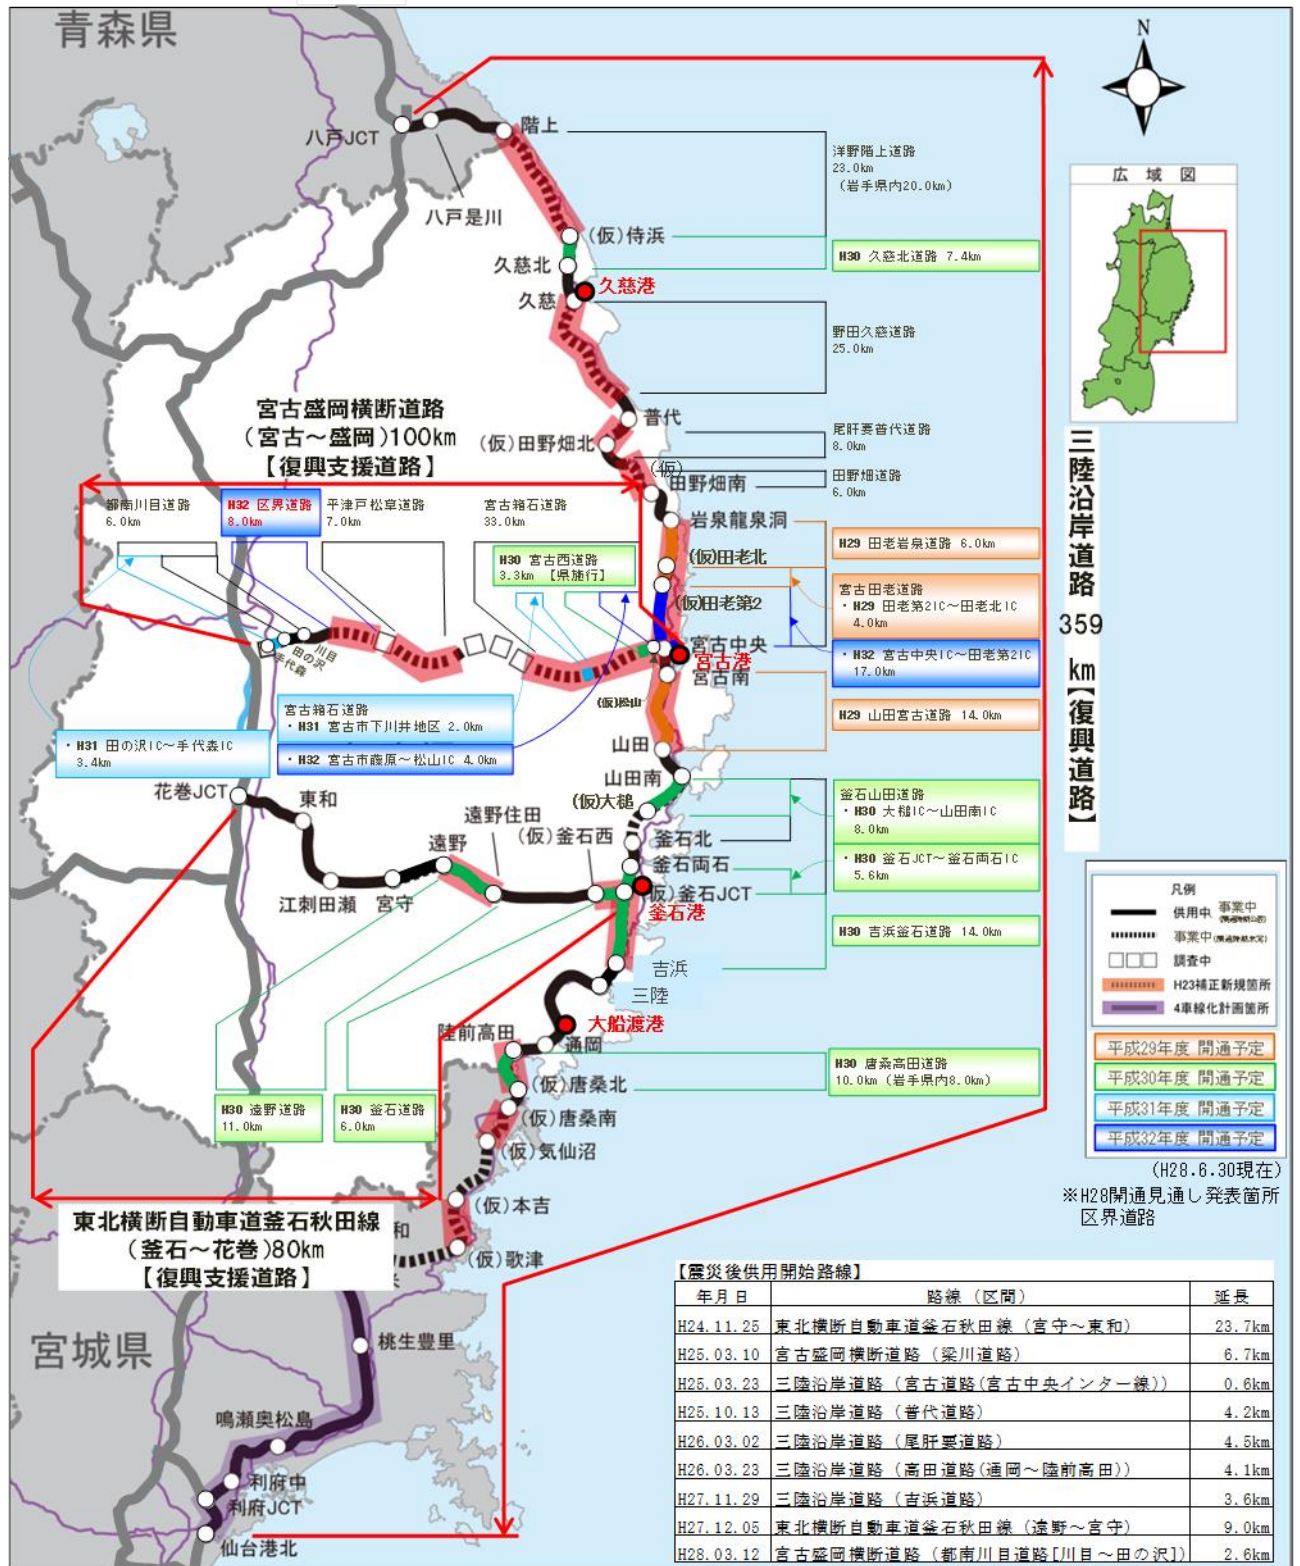 青森県
N
八戸JCT
八戸是川
階上
洋野階上道路
23.0km
（岩手県内20.0km）
広 域 図
(仮)侍浜
H30 久慈北道路 7.4km
久慈北
久慈港
久慈
野田久慈道路
25.0km
宮古盛岡横断道路
（宮古～盛岡）100km
【復興支援道路】
普代
尾肝要普代道路
8.0km
(仮)田野畑北
(仮)
田野畑南
田野畑道路
6.0km
三陸沿岸道路 359 km【復興道路】
都南川目道路
6.0km
H32 区界道路
8.0km
平津戸松草道路
7.0km
宮古箱石道路
33.0km
岩泉龍泉洞
H29 田老岩泉道路 6.0km
H30 宮古西道路
3.3km 【県施行】
(仮)田老北
(仮)田老第2
宮古田老道路
・H29 田老第2IC～田老北IC
4.0km
・H32 宮古中央IC～田老第2IC
17.0km
宮古中央
宮古港
宮古南
川目
田の沢
手代森
(仮)松山
宮古箱石道路
・H31 宮古市下川井地区 2.0km
・H32 宮古市藤原～松山IC 4.0km
・H31 田の沢IC～手代森IC
3.4km
H29 山田宮古道路 14.0km
山田
山田南
花巻JCT
東和
(仮)大槌
遠野住田
(仮)釜石西
遠野
釜石北
釜石両石
釜石山田道路
・H30 大槌IC～山田南IC
8.0km
・H30 釜石JCT～釜石両石IC
5.6km
江刺田瀬
宮守
(仮)釜石JCT
釜石港
H30 吉浜釜石道路 14.0km
凡例
供用中
事業中
事業中
調査中
H23補正新規箇所
4車線化計画箇所
吉浜
三陸
大船渡港
陸前高田
通岡
平成29年度 開通予定
平成30年度 開通予定
平成31年度 開通予定
平成32年度 開通予定
H30 唐桑高田道路
10.0km（岩手県内8.0km）
(仮)唐桑北
(仮)唐桑南
(仮)気仙沼
H30 遠野道路
11.0km
H30 釜石道路
6.0km
(H28.6.30現在)
※H28開通見通し発表箇所
区界道路
(仮)本吉
東北横断自動車道釜石秋田線
（釜石～花巻）80km
【復興支援道路】
和
(仮)歌津
宮城県
桃生豊里
鳴瀬奥松島
利府中
利府JCT
仙台港北
【震災後供用開始路線】
年月日 路線（区間） 延長
H24.11.25 東北横断自動車道釜石秋田線（宮守～東和） 23.7km
H25.03.10 宮古盛岡横断道路（梁川道路） 6.7km
H25.03.23 三陸沿岸道路（宮古道路(宮古中央インター線)） 0.6km
H25.10.13 三陸沿岸道路（普代道路） 4.2km
H26.03.02 三陸沿岸道路（尾肝要道路） 4.5km
H26.03.23 三陸沿岸道路（高田道路(通岡～陸前高田)） 4.1km
H27.11.29 三陸沿岸道路（吉浜道路） 3.6km
H27.12.05 東北横断自動車道釜石秋田線（遠野～宮守） 9.0km
H28.03.12 宮古盛岡横断道路（都南川目道路[川目～田の沢]） 2.6km